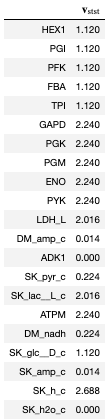 v_stst
HEX1 1.120
PGI 1.120
PFK 1.120
FBA 1.120
TPI 1.120
GAPD 2.240
PGK 2.240
PGM 2.240
ENO 2.240
PYK 2.240
LDH_L 2.016
DM_amp_c 0.014
ADK1 0.000
SK_pyr_c 0.224
SK_lac__L_c 2.016
ATPM 2.240
DM_nadh 0.224
SK_glc__D_c 1.120
SK_amp_c 0.014
SK_h_c 2.688
SK_h2o_c 0.000